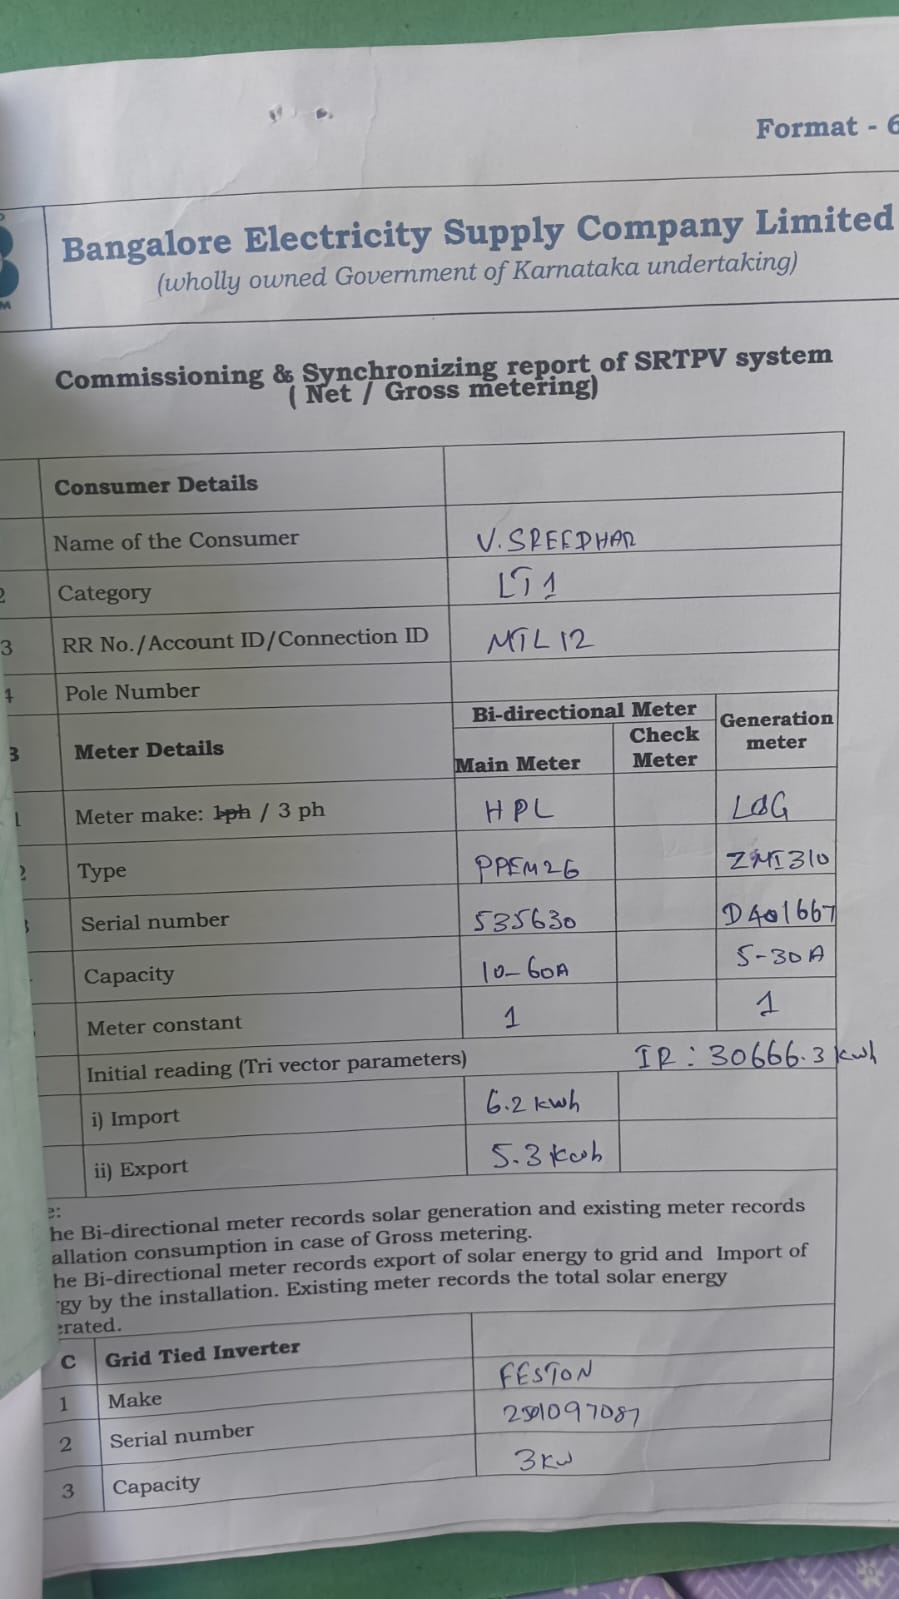 Format - 6
Bangalore Electricity Supply Company Limited
(wholly owned Government of Karnataka undertaking)
Commissioning & Synchronizing report of SRTPV system
( Net / Gross metering)
Consumer Details
Name of the Consumer V. SREEDHAR
2 Category LT1
3 RR No./Account ID/Connection ID MTL 12
4 Pole Number
B Meter Details Bi-directional Meter Generation meter
Main Meter Check Meter
1 Meter make: 1ph / 3 ph HPL L&G
2 Type PPEM26 ZMI310
Serial number 535630 D401667
Capacity 10-60A 5-30A
Meter constant 1 1
Initial reading (Tri vector parameters) IR: 30666.3 kwh
i) Import 6.2 kwh
ii) Export 5.3 kwh
e:
he Bi-directional meter records solar generation and existing meter records
allation consumption in case of Gross metering.
he Bi-directional meter records export of solar energy to grid and Import of
rgy by the installation. Existing meter records the total solar energy
erated.
C Grid Tied Inverter
1 Make FESTON
2 Serial number
3 Capacity 3kw